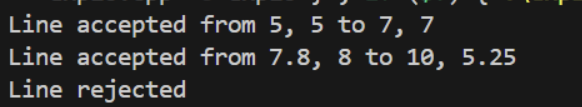 Line accepted from 5, 5 to 7, 7
Line accepted from 7.8, 8 to 10, 5.25
Line rejected